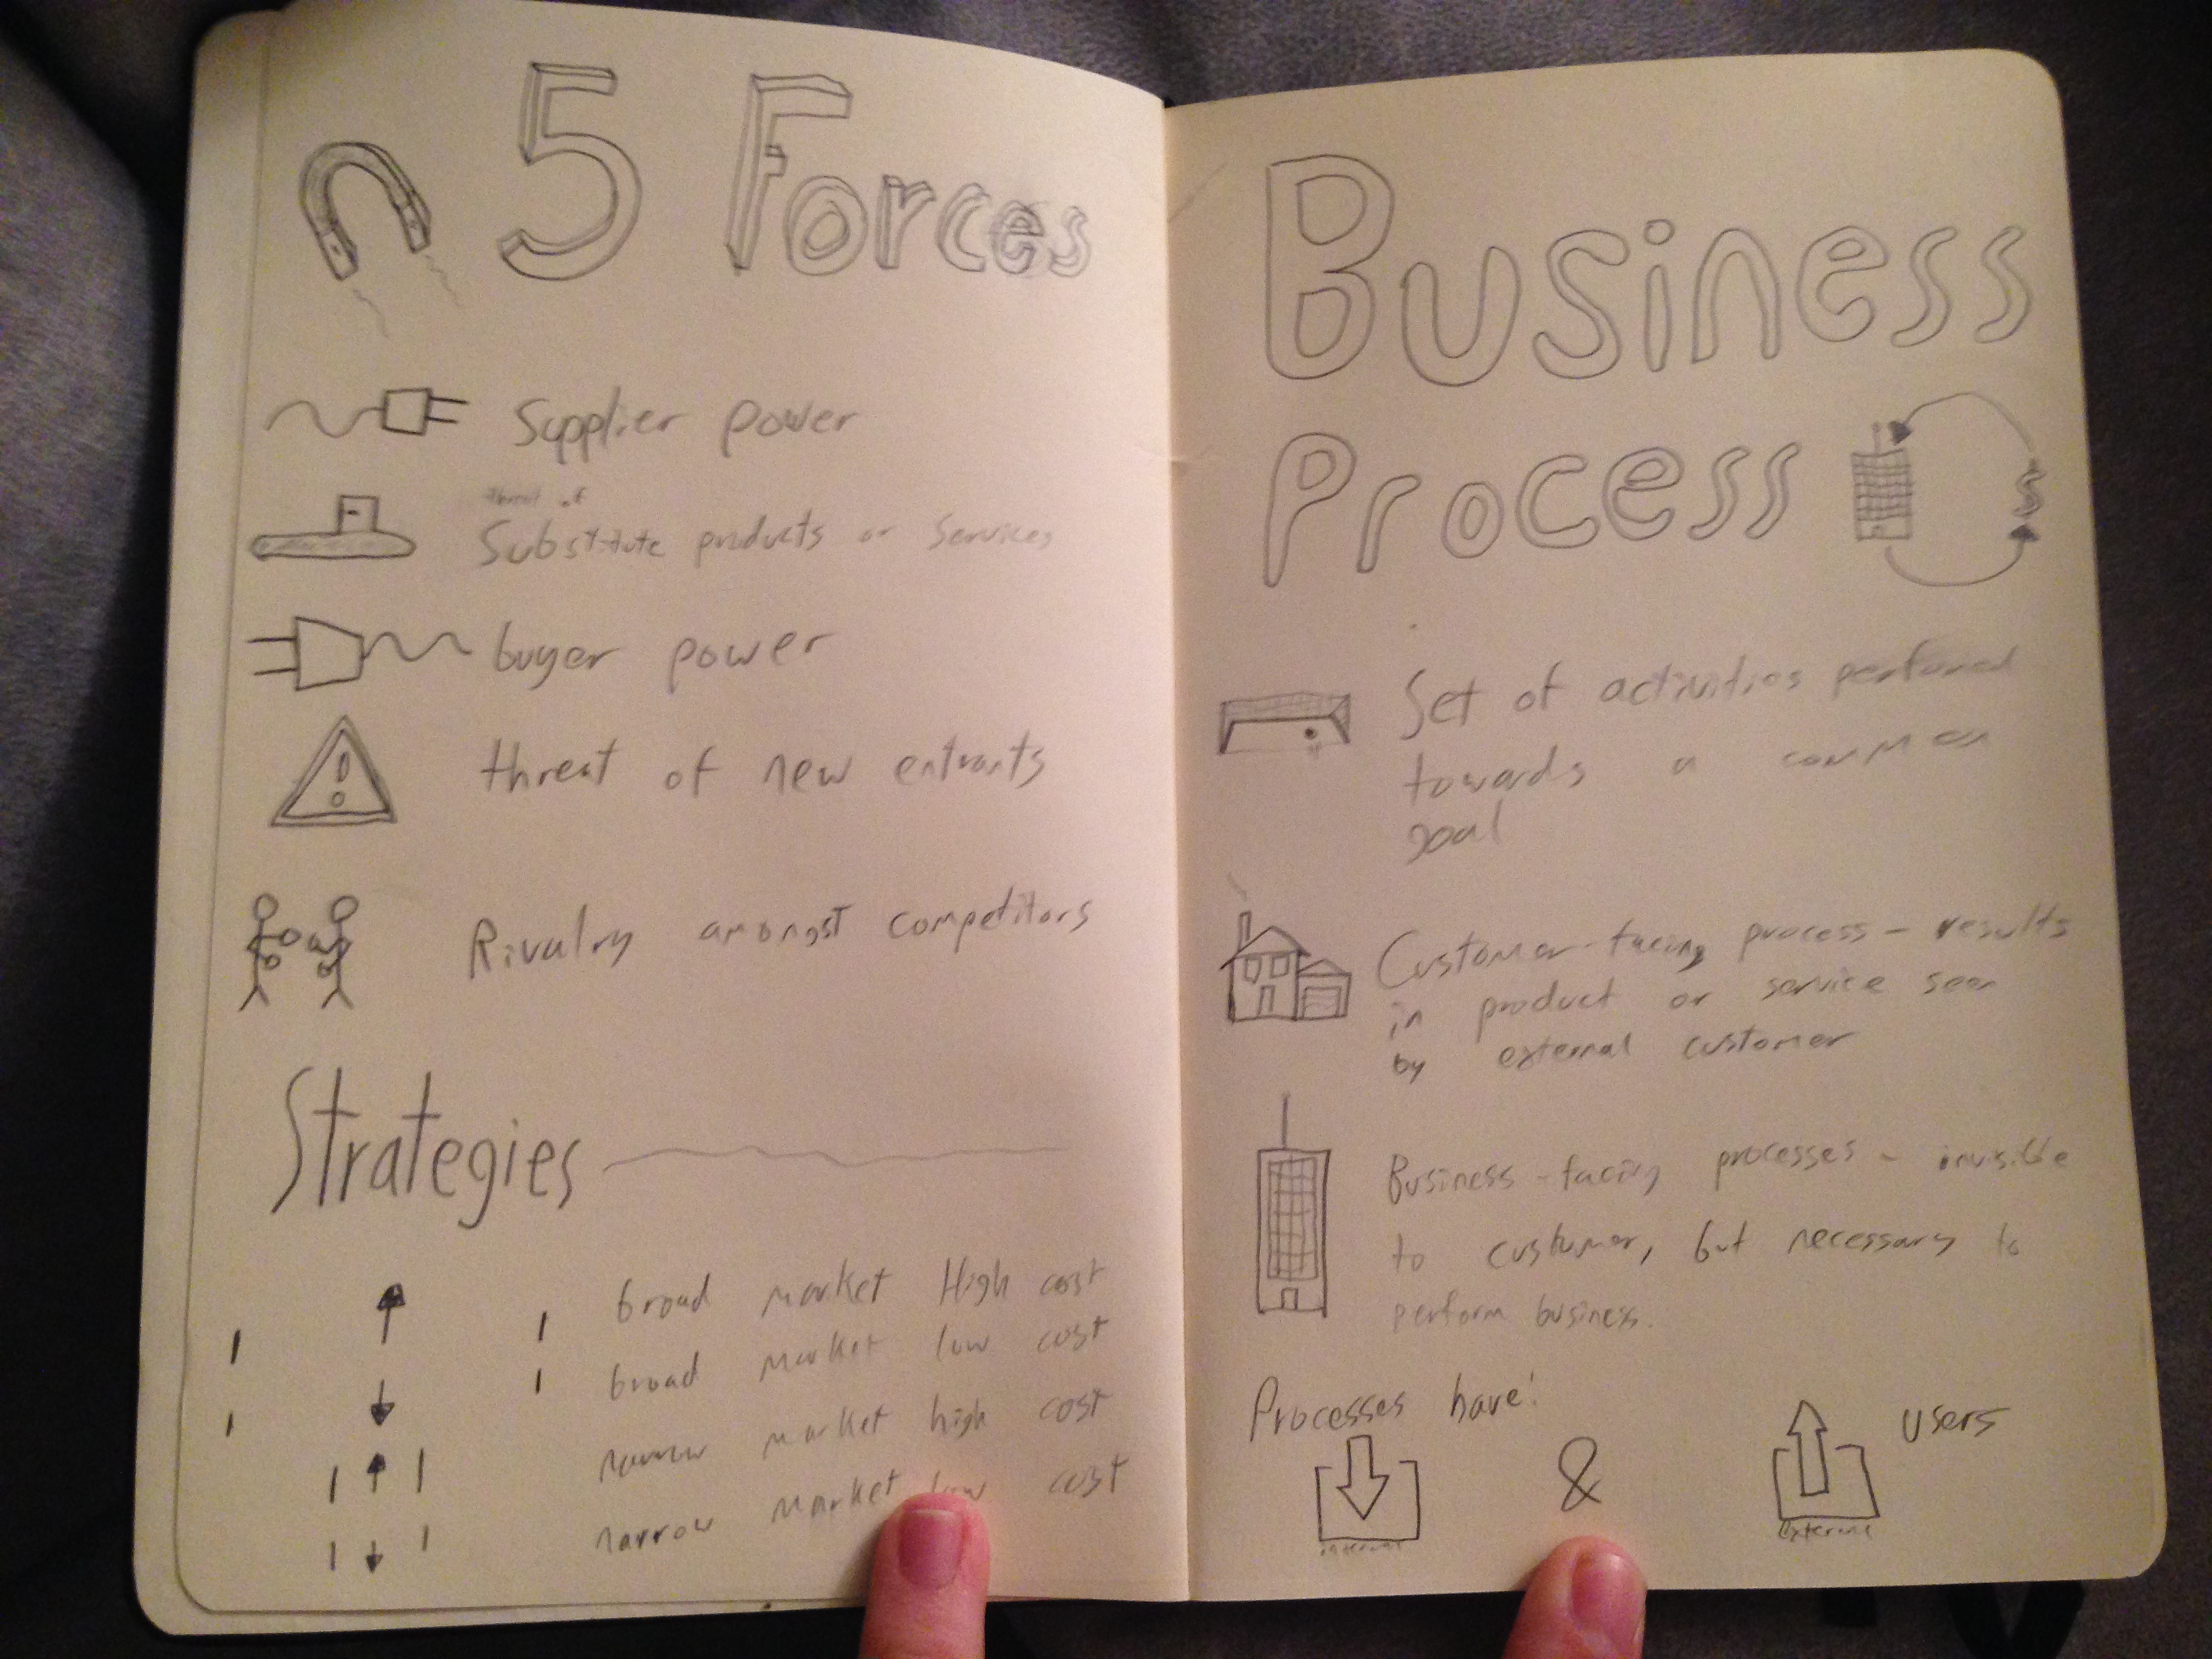 5 Forces
Supplier power
threat of
Substitute products or Services
buyer power
threat of new entrants
Rivalry amongst competitors
Strategies
broad market High cost
broad market low cost
narrow market high cost
narrow market low cost
Business
Process
$
Set of activities performed
towards a common
goal
Customer-facing process - results
in product or service seen
by external customer
Business-facing processes - invisible
to customer, but necessary to
perform business.
Processes have:
& Users
internal
external